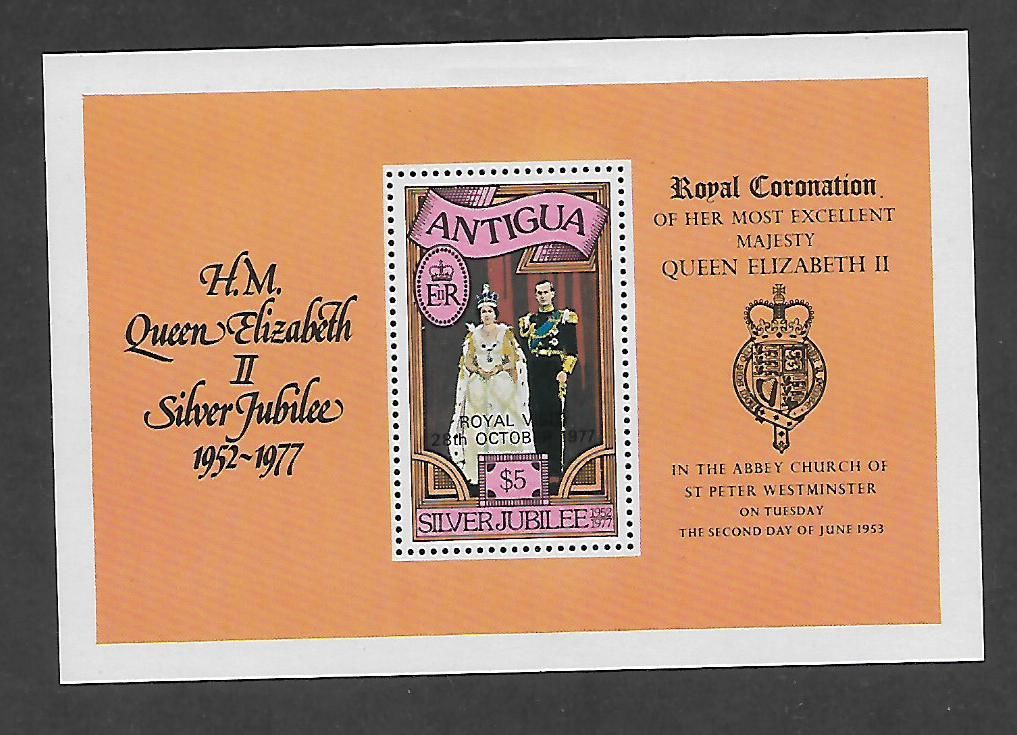 H.M.
Queen Elizabeth
II
Silver Jubilee
1952~1977
ANTIGUA
EIIR
ROYAL VISIT
28th OCTOBER 1977
$5
SILVER JUBILEE 1952 1977
Royal Coronation
OF HER MOST EXCELLENT
MAJESTY
QUEEN ELIZABETH II
IN THE ABBEY CHURCH OF
ST PETER WESTMINSTER
ON TUESDAY
THE SECOND DAY OF JUNE 1953